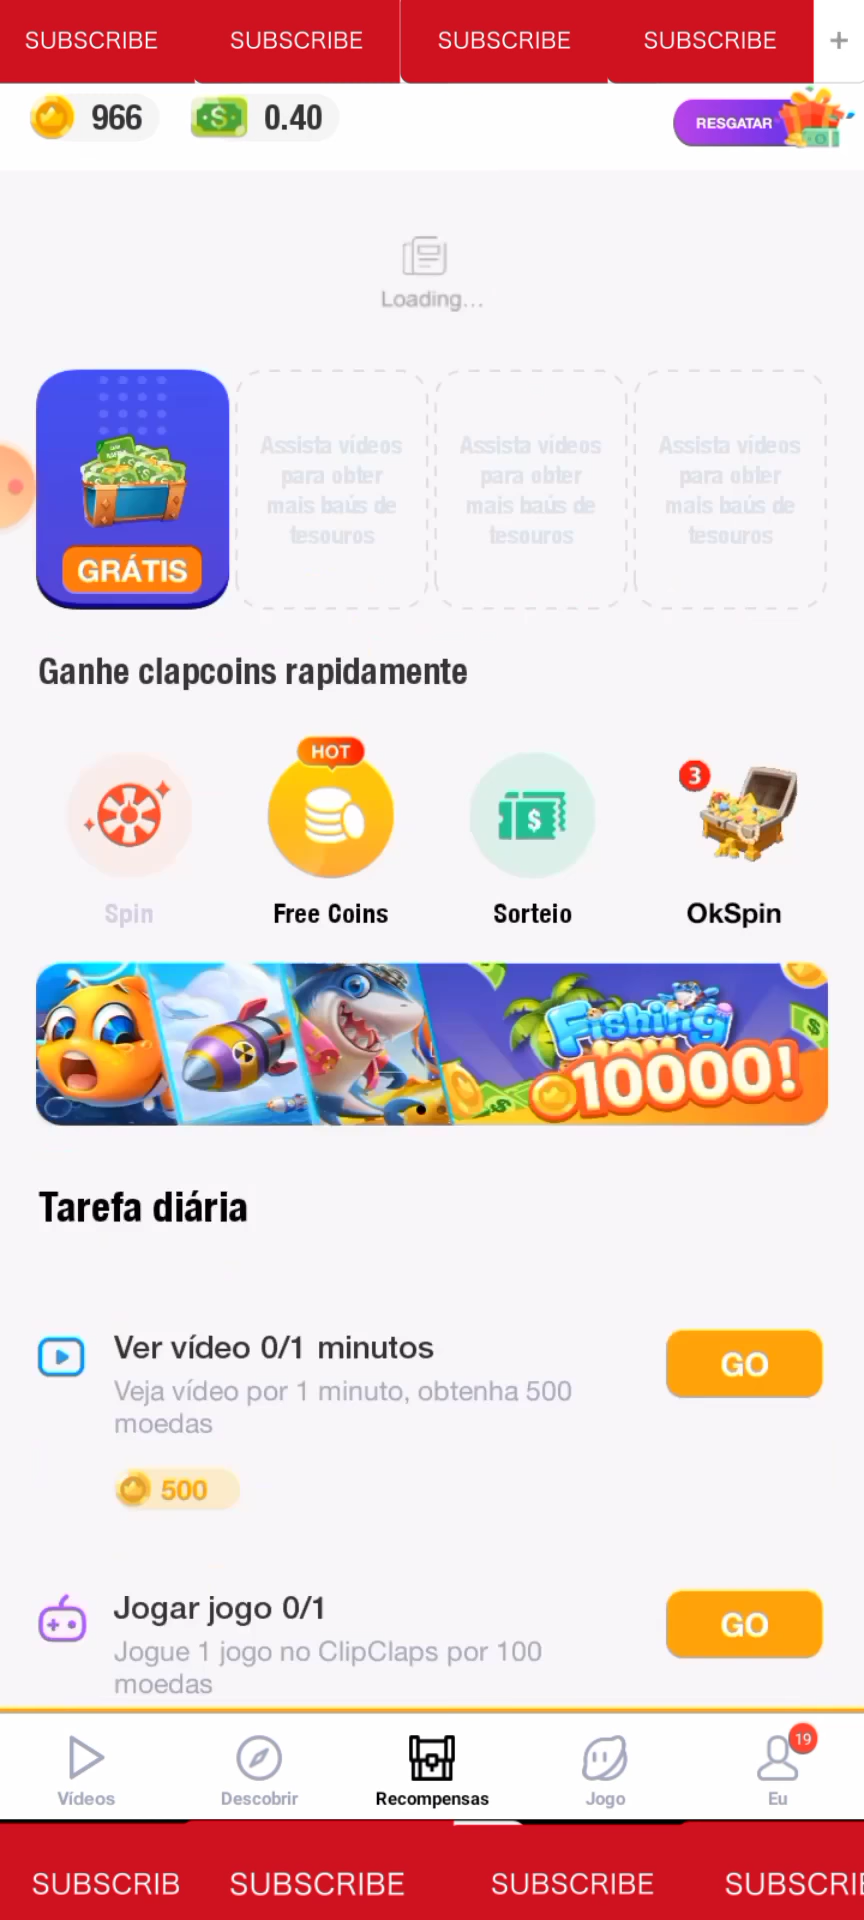 SUBSCRIBE SUBSCRIBE SUBSCRIBE SUBSCRIBE +
966 0.40 RESGATAR
Loading...
GRÁTIS
Assista vídeos
para obter
mais baús de
tesouros
Assista vídeos
para obter
mais baús de
tesouros
Assista vídeos
para obter
mais baús de
tesouros
Ganhe clapcoins rapidamente
HOT
3
Spin Free Coins Sorteio OkSpin
Fishing
10000!
Tarefa diária
Ver vídeo 0/1 minutos
GO
Veja vídeo por 1 minuto, obtenha 500
moedas
500
Jogar jogo 0/1
GO
Jogue 1 jogo no ClipClaps por 100
moedas
19
Vídeos Descobrir Recompensas Jogo Eu
SUBSCRIB SUBSCRIBE SUBSCRIBE SUBSCRIBE